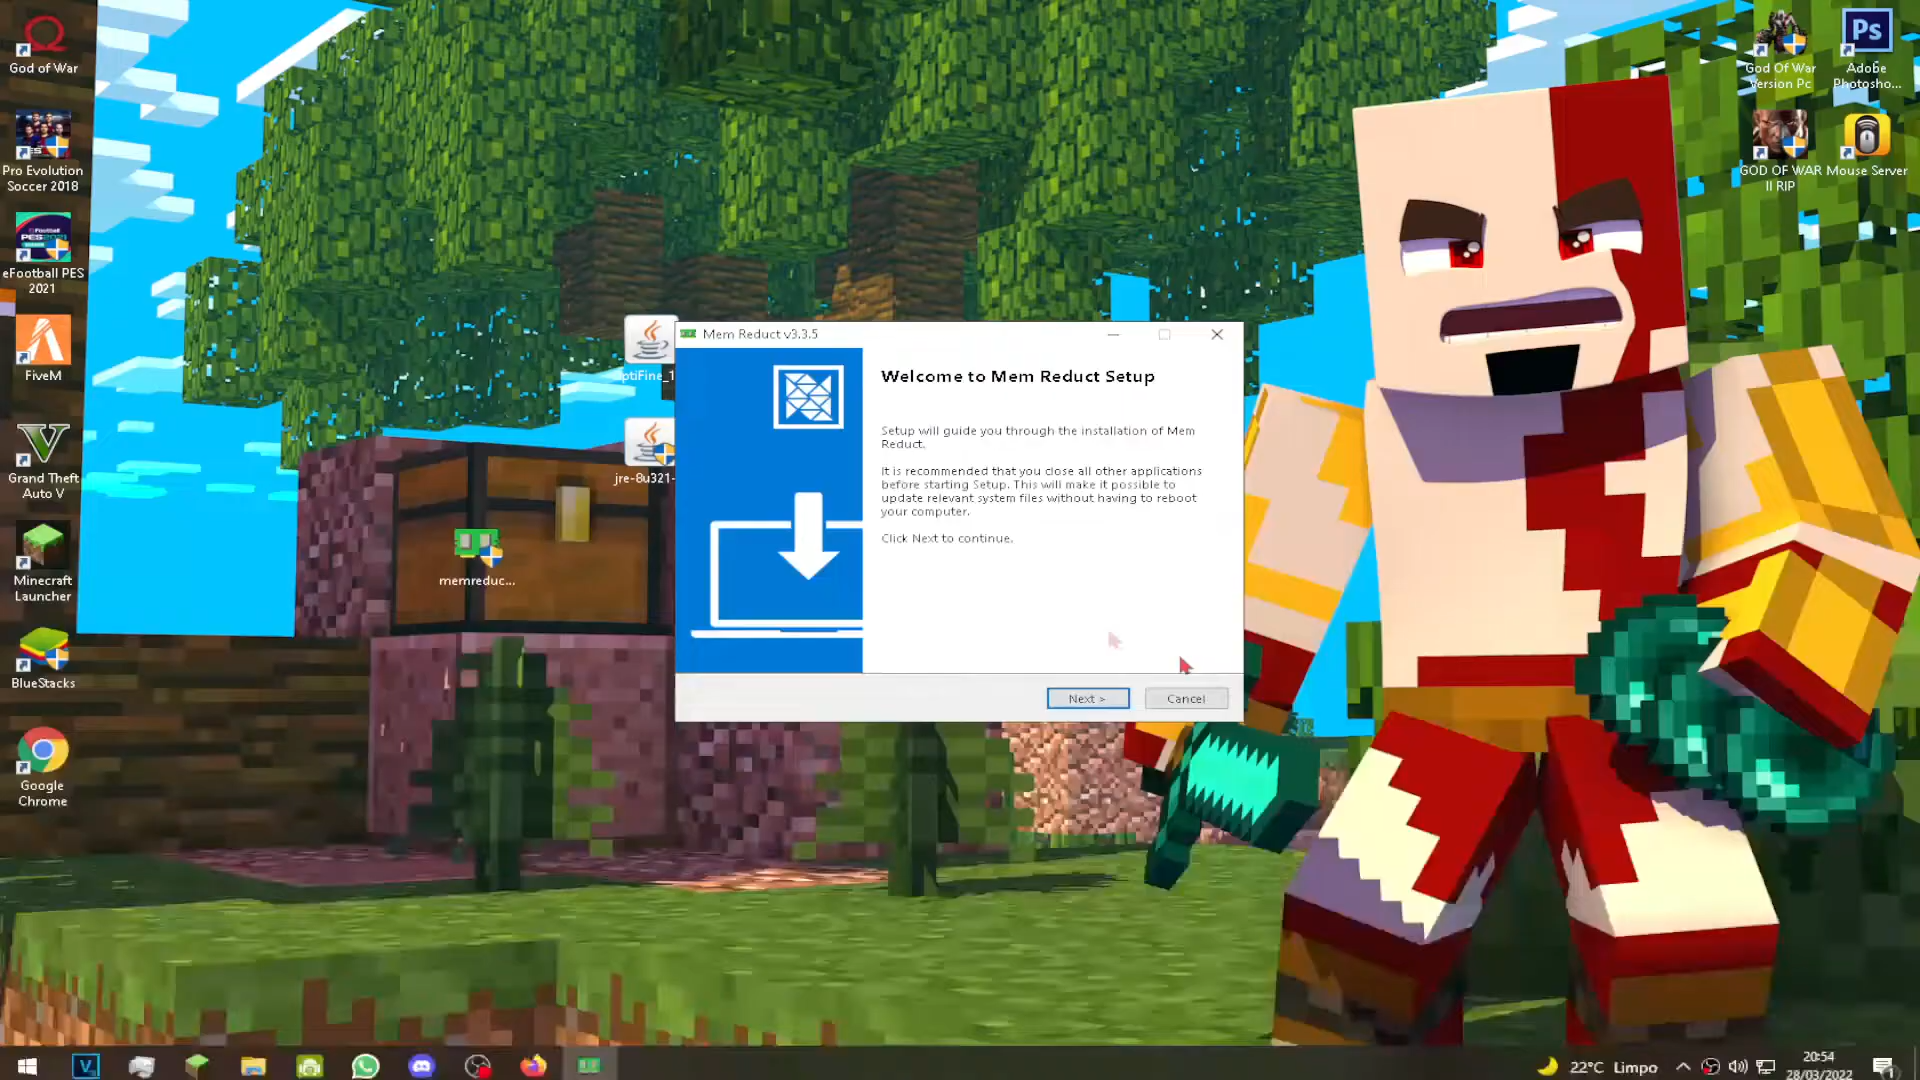 God of War
Pro Evolution
Soccer 2018
eFootball PES
2021
FiveM
Grand Theft
Auto V
Minecraft
Launcher
BlueStacks
Google
Chrome
ptiFine_1
jre-8u321-
memreduc...
Mem Reduct v3.3.5
Welcome to Mem Reduct Setup
Setup will guide you through the installation of Mem
Reduct.
It is recommended that you close all other applications
before starting Setup. This will make it possible to
update relevant system files without having to reboot
your computer.
Click Next to continue.
Next >
Cancel
God Of War
Version Pc
Ps
Adobe
Photosho...
GOD OF WAR
II RIP
Mouse Server
22°C Limpo
20:54
28/03/2022